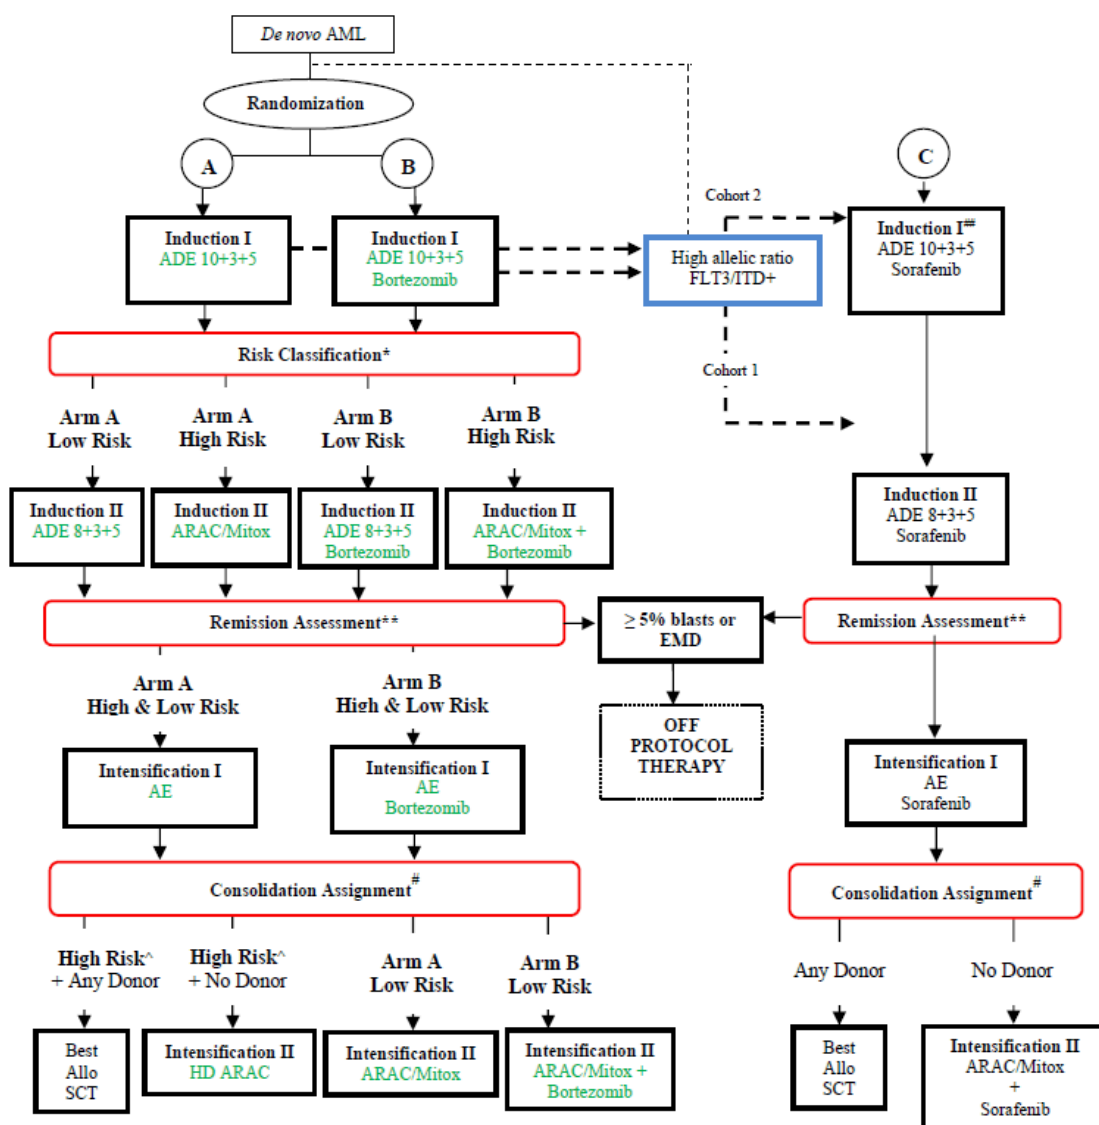 De novo AML
Randomization
A
B
C
Cohort 2
Induction I
ADE 10+3+5
Induction I
ADE 10+3+5
Bortezomib
High allelic ratio
FLT3/ITD+
Induction I##
ADE 10+3+5
Sorafenib
Risk Classification*
Cohort 1
Arm A
Low Risk
Arm A
High Risk
Arm B
Low Risk
Arm B
High Risk
Induction II
ADE 8+3+5
Induction II
ARAC/Mitox
Induction II
ADE 8+3+5
Bortezomib
Induction II
ARAC/Mitox +
Bortezomib
Induction II
ADE 8+3+5
Sorafenib
Remission Assessment**
≥ 5% blasts or
EMD
Remission Assessment**
Arm A
High & Low Risk
Arm B
High & Low Risk
OFF
PROTOCOL
THERAPY
Intensification I
AE
Intensification I
AE
Bortezomib
Intensification I
AE
Sorafenib
Consolidation Assignment#
Consolidation Assignment#
High Risk^
+ Any Donor
High Risk^
+ No Donor
Arm A
Low Risk
Arm B
Low Risk
Any Donor
No Donor
Best
Allo
SCT
Intensification II
HD ARAC
Intensification II
ARAC/Mitox
Intensification II
ARAC/Mitox +
Bortezomib
Best
Allo
SCT
Intensification II
ARAC/Mitox
+
Sorafenib